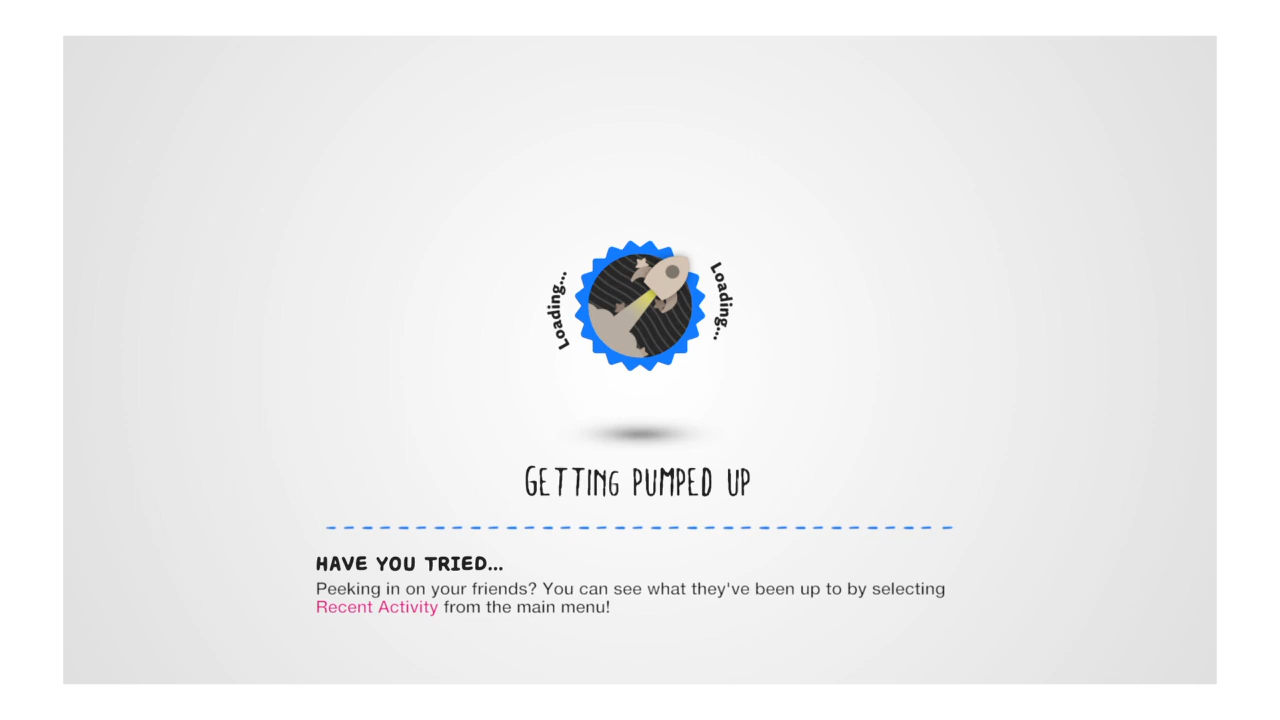 Loading...
Loading...
GETTING PUMPED UP
HAVE YOU TRIED...
Peeking in on your friends? You can see what they've been up to by selecting
Recent Activity from the main menu!